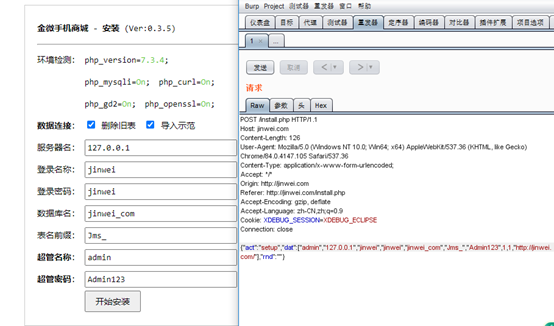 金微手机商城 - 安装 (Ver:0.3.5)
环境检测： php_version=7.3.4;
php_mysqli=On; php_curl=On;
php_gd2=On; php_openssl=On;
数据连接： 删除旧表 导入示范
服务器名： 127.0.0.1
登录名称： jinwei
登录密码： jinwei
数据库名： jinwei_com
表名前缀： Jms_
超管名称： admin
超管密码： Admin123
开始安装
Burp Project 测试器 重发器 窗口 帮助
仪表盘 目标 代理 测试器 重发器 定序器 编码器 对比器 插件扩展 项目选项
1 × ...
发送 取消 < ▼ > ▼
请求
Raw 参数 头 Hex
POST /install.php HTTP/1.1
Host: jinwei.com
Content-Length: 126
User-Agent: Mozilla/5.0 (Windows NT 10.0; Win64; x64) AppleWebKit/537.36 (KHTML, like Gecko)
Chrome/84.0.4147.105 Safari/537.36
Content-Type: application/x-www-form-urlencoded;
Accept: */*
Origin: http://jinwei.com
Referer: http://jinwei.com/install.php
Accept-Encoding: gzip, deflate
Accept-Language: zh-CN,zh;q=0.9
Cookie: XDEBUG_SESSION=XDEBUG_ECLIPSE
Connection: close
{"act":"setup","dat":["admin","127.0.0.1","jinwei","jinwei","jinwei_com","Jms_","Admin123",1,1,"http://jinwei.
com/"],"rnd":""}